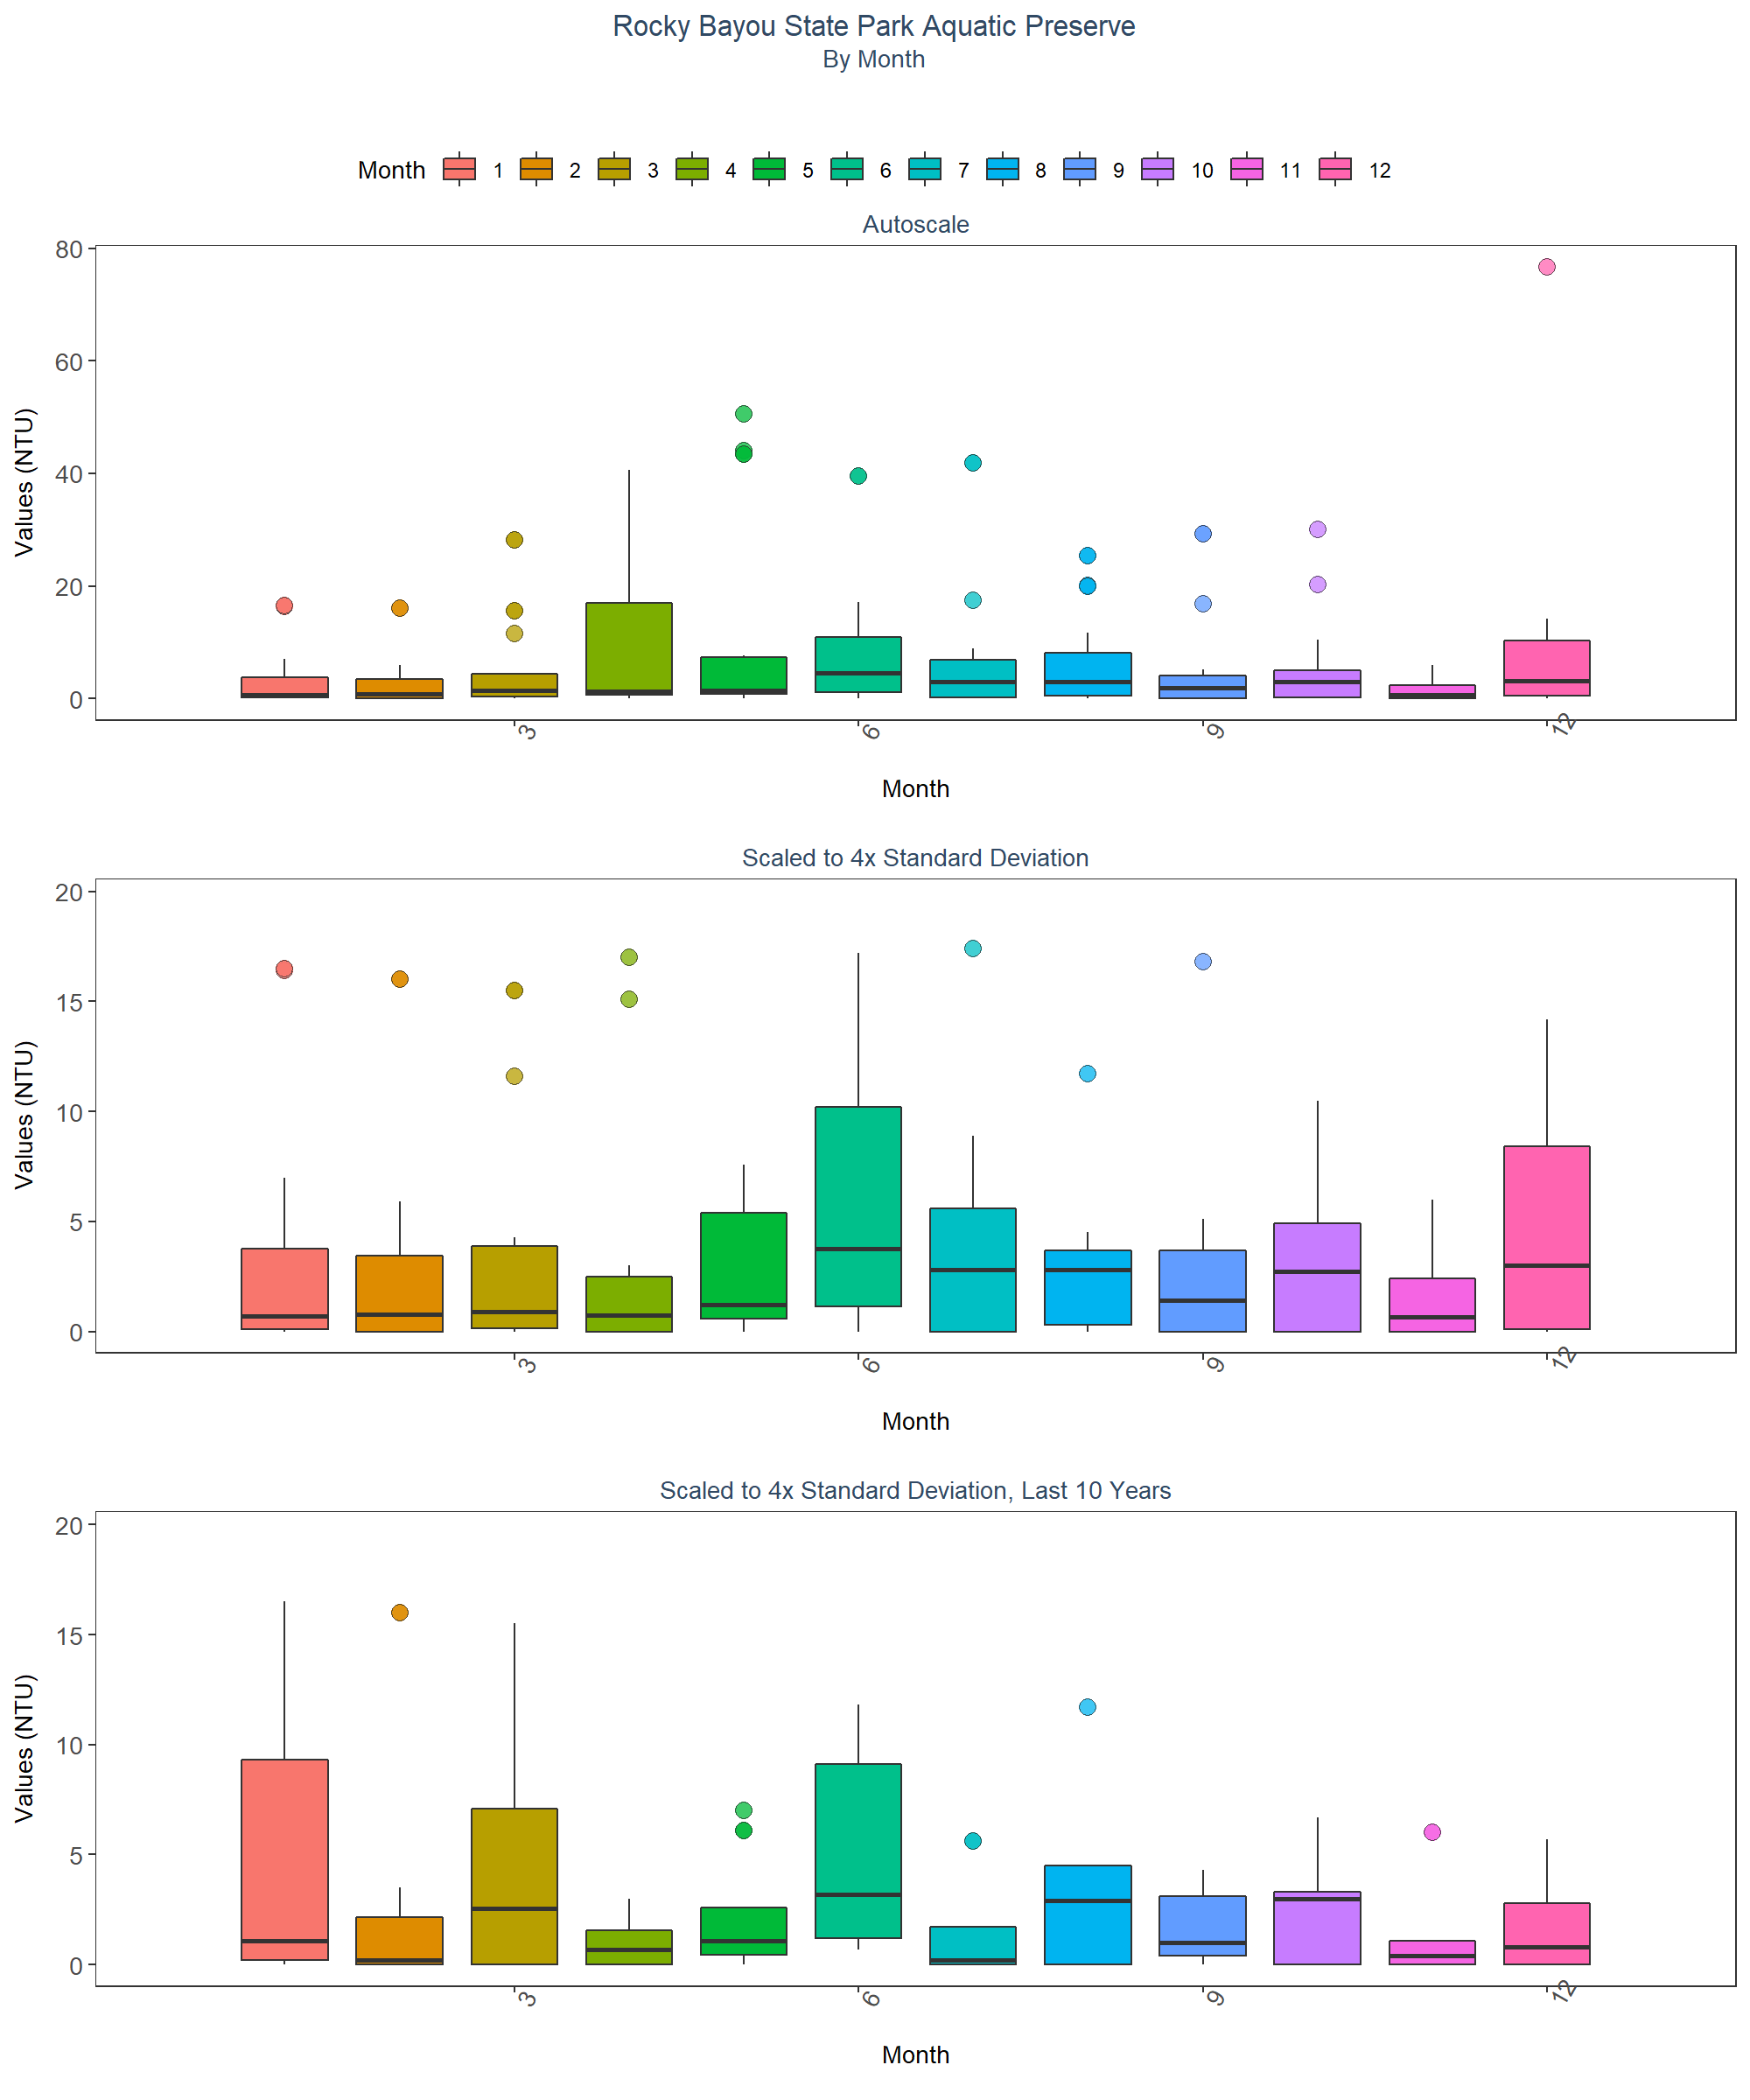 Rocky Bayou State Park Aquatic Preserve
By Month
Month 1 2 3 4 5 6 7 8 9 10 11 12
Autoscale
80
60
40
20
0
Values (NTU)
3 6 9 12
Month
Scaled to 4x Standard Deviation
20
15
10
5
0
Values (NTU)
3 6 9 12
Month
Scaled to 4x Standard Deviation, Last 10 Years
20
15
10
5
0
Values (NTU)
3 6 9 12
Month